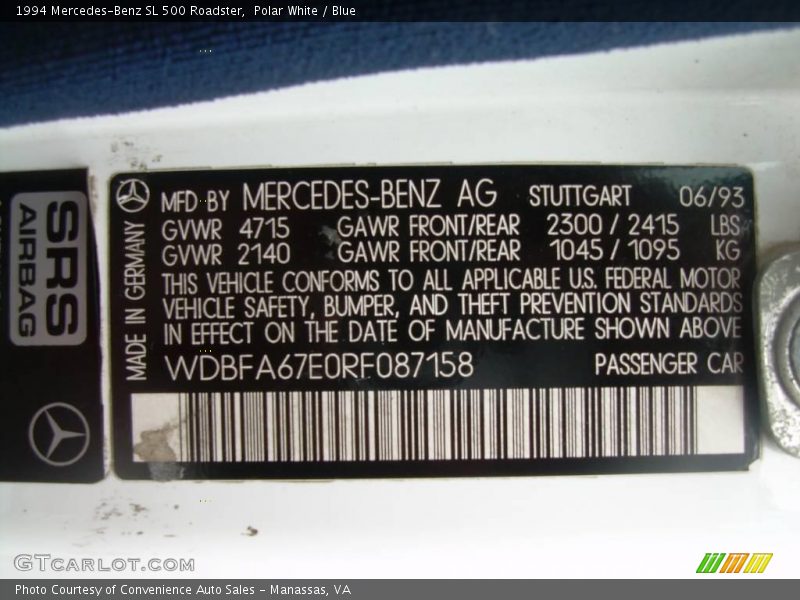 1994 Mercedes-Benz SL 500 Roadster,  Polar White / Blue
SRS
AIRBAG
MADE IN GERMANY
MFD BY MERCEDES-BENZ AG STUTTGART 06/93
GVWR 4715 GAWR FRONT/REAR 2300 / 2415 LBS
GVWR 2140 GAWR FRONT/REAR 1045 / 1095 KG
THIS VEHICLE CONFORMS TO ALL APPLICABLE U.S. FEDERAL MOTOR
VEHICLE SAFETY, BUMPER, AND THEFT PREVENTION STANDARDS
IN EFFECT ON THE DATE OF MANUFACTURE SHOWN ABOVE
WDBFA67E0RF087158 PASSENGER CAR
GTCARLOT.COM
Photo Courtesy of Convenience Auto Sales - Manassas, VA